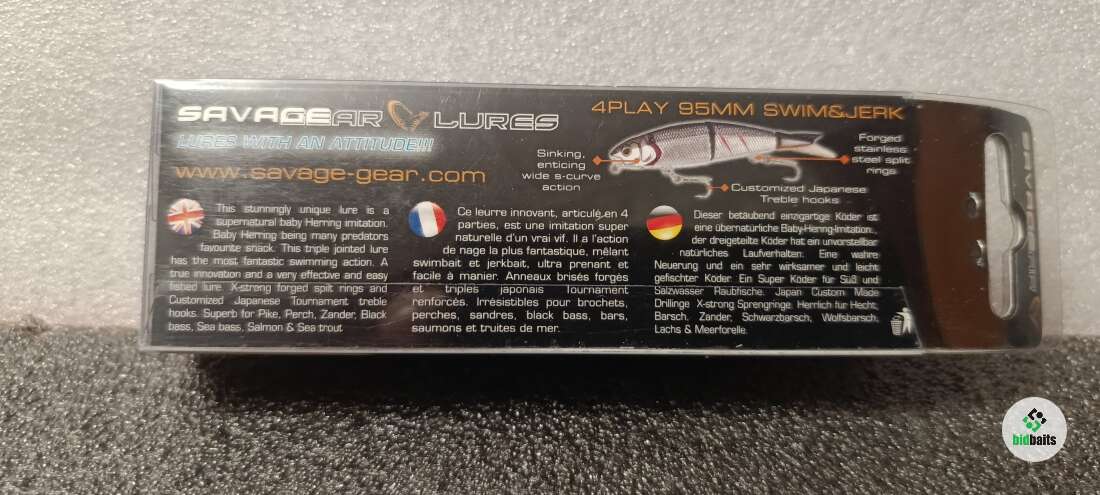 SAVAGEAR LURES
LURES WITH AN ATTITUDE!!!
www.savage-gear.com
4PLAY 95MM SWIM&JERK
Sinking,
enticing
wide s-curve
action
Forged
stainless
steel split
rings
Customized Japanese
Treble hooks
This stunningly unique lure is a
supernatural baby Herring imitation.
Baby Herring being many predators
favourite snack. This triple jointed lure
has the most fantastic swimming action. A
true innovation and a very effective and easy
fished lure. X-strong forged split rings and
Customized Japanese Tournament treble
hooks. Superb for Pike, Perch, Zander, Black
bass, Sea bass, Salmon & Sea trout
Ce leurre innovant, articulé en 4
parties, est une imitation super
naturelle d'un vrai vif. Il a l'action
de nage la plus fantastique, mêlant
swimbait et jerkbait, ultra prenant et
facile à manier. Anneaux brisés forgés
et triples japonais Tournament
renforcés. Irrésistibles pour brochets,
perches, sandres, black bass, bars,
saumons et truites de mer.
Dieser betäubend einzigartige Köder ist
eine übernatürliche Baby-Hering-Imitation.,
der dreigeteilte Köder hat ein unvorstellbar
natürliches Laufverhalten. Eine wahre
Neuerung und ein sehr wirksamer und leicht
gefischter Köder. Ein Super Köder für Süß und
Salzwasser Raubfische. Japan Custom Made
Drillinge X-strong Sprengringe. Herrlich für Hecht,
Barsch, Zander, Schwarzbarsch, Wolfsbarsch,
Lachs & Meerforelle.
bidbaits